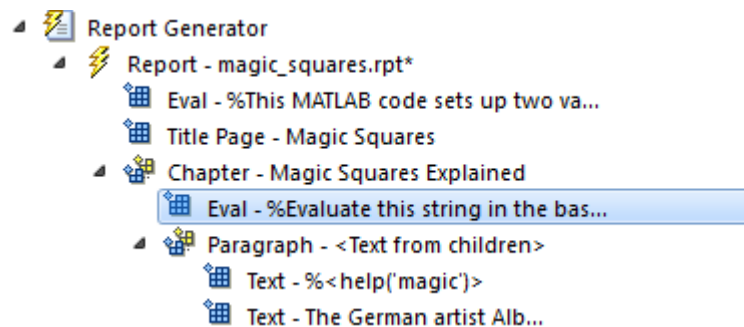 Report Generator
Report - magic_squares.rpt*
Eval - %This MATLAB code sets up two va...
Title Page - Magic Squares
Chapter - Magic Squares Explained
Eval - %Evaluate this string in the bas...
Paragraph - <Text from children>
Text - %<help('magic')>
Text - The German artist Alb...